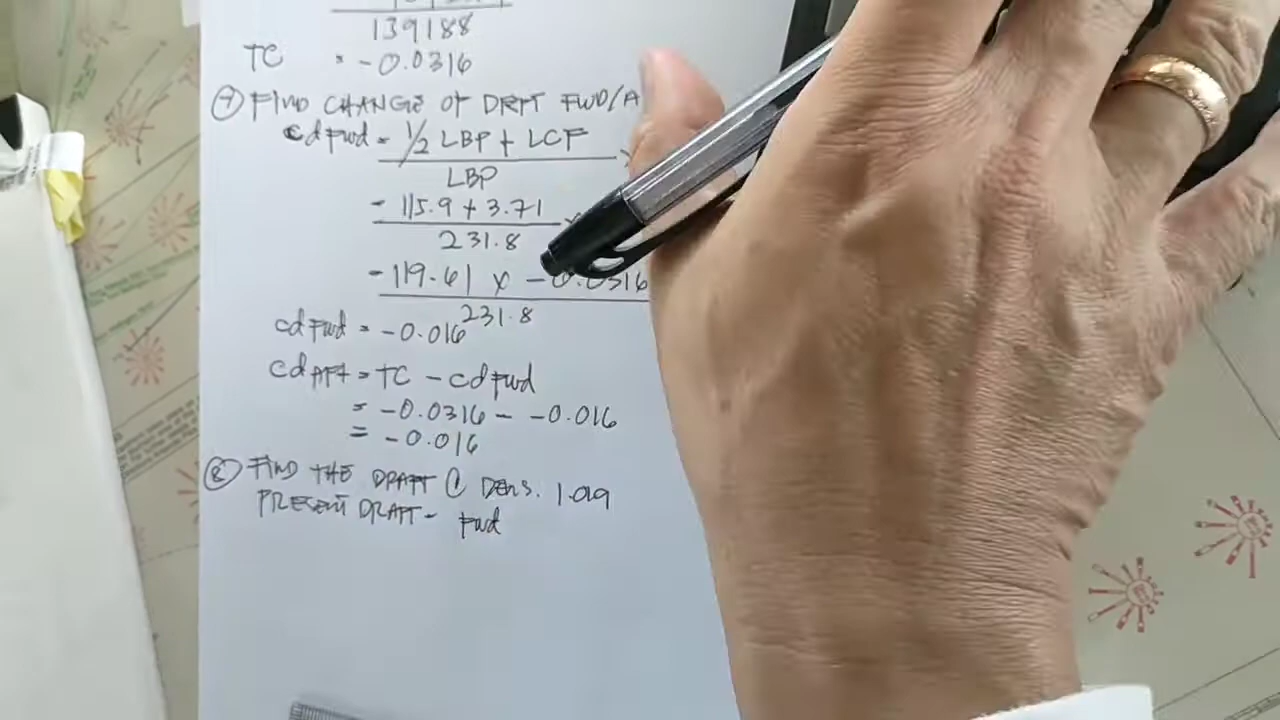 139188
TC = -0.0316
7 FIND CHANGE OF DRFT FWD/A
cdFwd = 1/2 LBP + LCF
LBP
= 115.9 + 3.71
231.8
= 119.61 x -0.0316
231.8
cdFwd = -0.016
cdAFt = TC - cdFwd
= -0.0316 - -0.016
= -0.016
8 FIND THE DRAFT @ DENS. 1.019
PRESENT DRAFT - Fwd